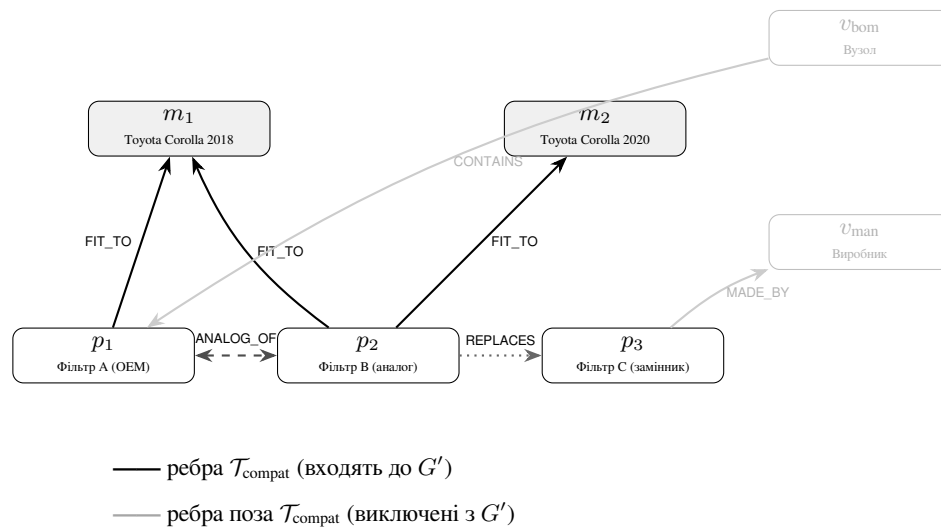 v_bom
Вузол
m_1
Toyota Corolla 2018
m_2
Toyota Corolla 2020
CONTAINS
v_man
Виробник
FIT_TO
FIT_TO
FIT_TO
MADE_BY
p_1
Фільтр A (OEM)
ANALOG_OF
p_2
Фільтр B (аналог)
REPLACES
p_3
Фільтр C (замінник)
ребра 𝒯_compat (входять до G′)
ребра поза 𝒯_compat (виключені з G′)